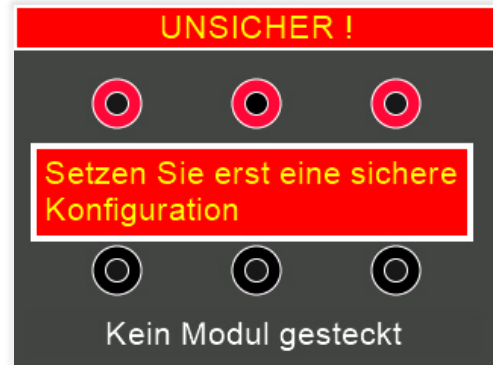 UNSICHER !
Setzen Sie erst eine sichere
Konfiguration
Kein Modul gesteckt